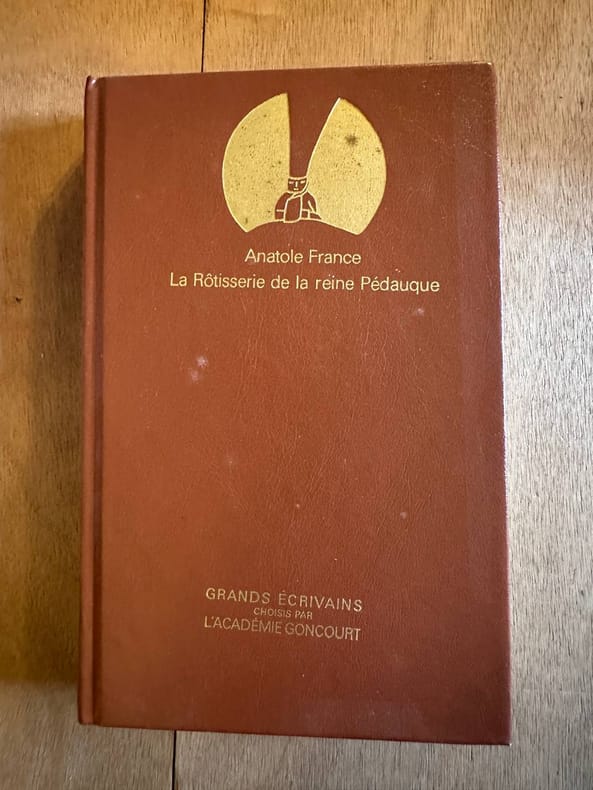 Anatole France
La Rôtisserie de la reine Pédauque
GRANDS ÉCRIVAINS
CHOISIS PAR
L'ACADÉMIE GONCOURT